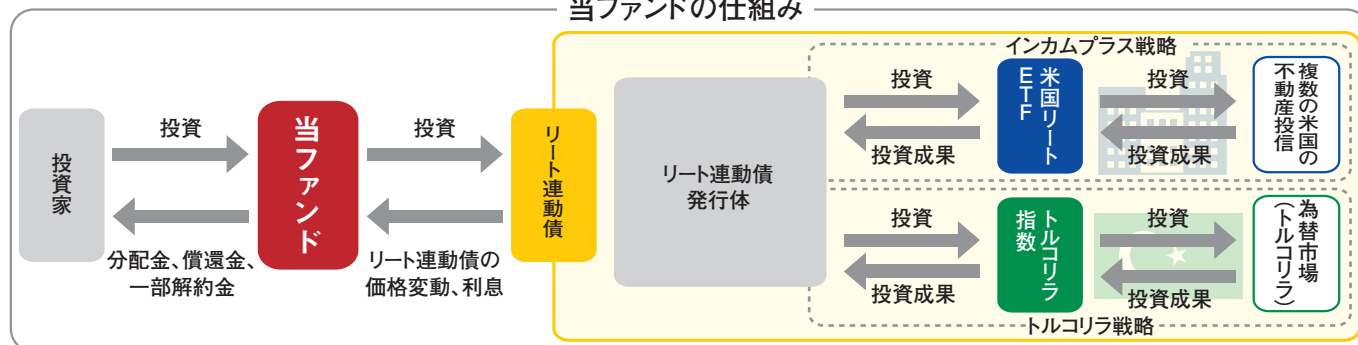 当ファンドの仕組み
投資家
投資
分配金、償還金、
一部解約金
当ファンド
投資
リート連動債の
価格変動、利息
リート連動債
リート連動債
発行体
インカムプラス戦略
投資
投資成果
米国リート
ETF
投資
投資成果
複数の米国の
不動産投信
投資
投資成果
トルコリラ
指数
投資
投資成果
為替市場
(トルコリラ)
トルコリラ戦略